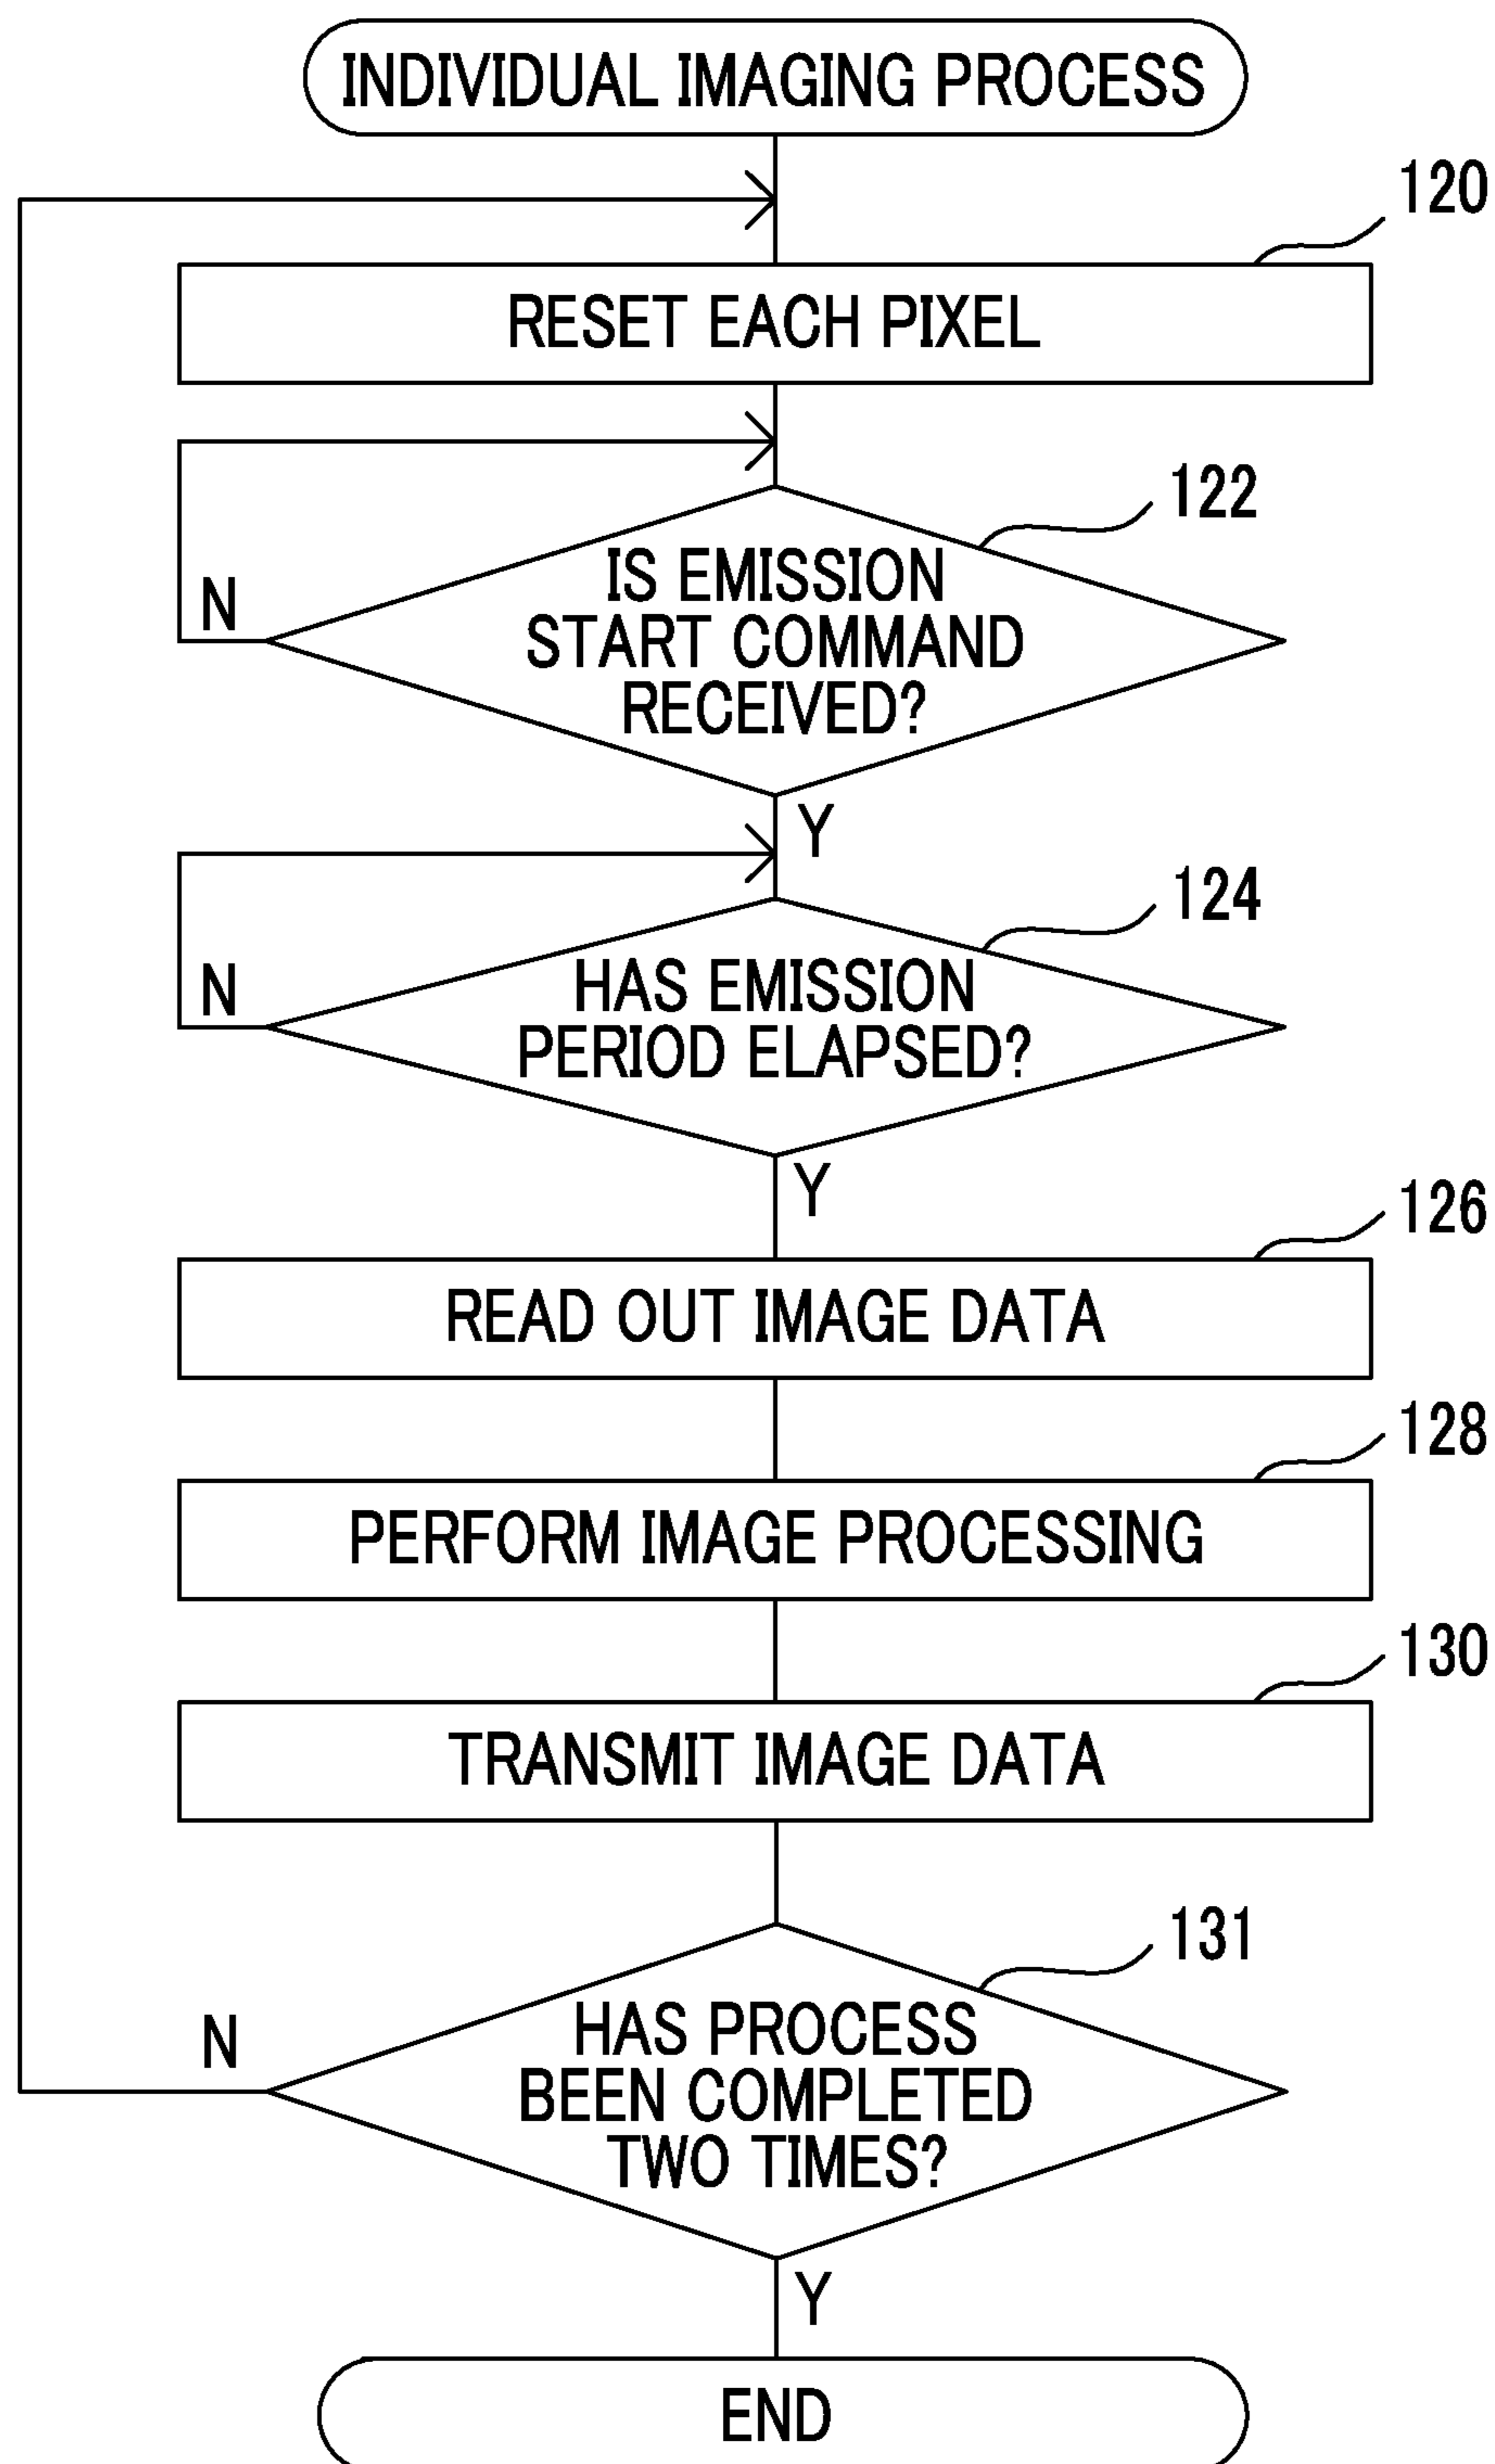 INDIVIDUAL IMAGING PROCESS
120
RESET EACH PIXEL
122
IS EMISSION
START COMMAND
RECEIVED?
N
Y
124
HAS EMISSION
PERIOD ELAPSED?
N
Y
126
READ OUT IMAGE DATA
128
PERFORM IMAGE PROCESSING
130
TRANSMIT IMAGE DATA
131
HAS PROCESS
BEEN COMPLETED
TWO TIMES?
N
Y
END